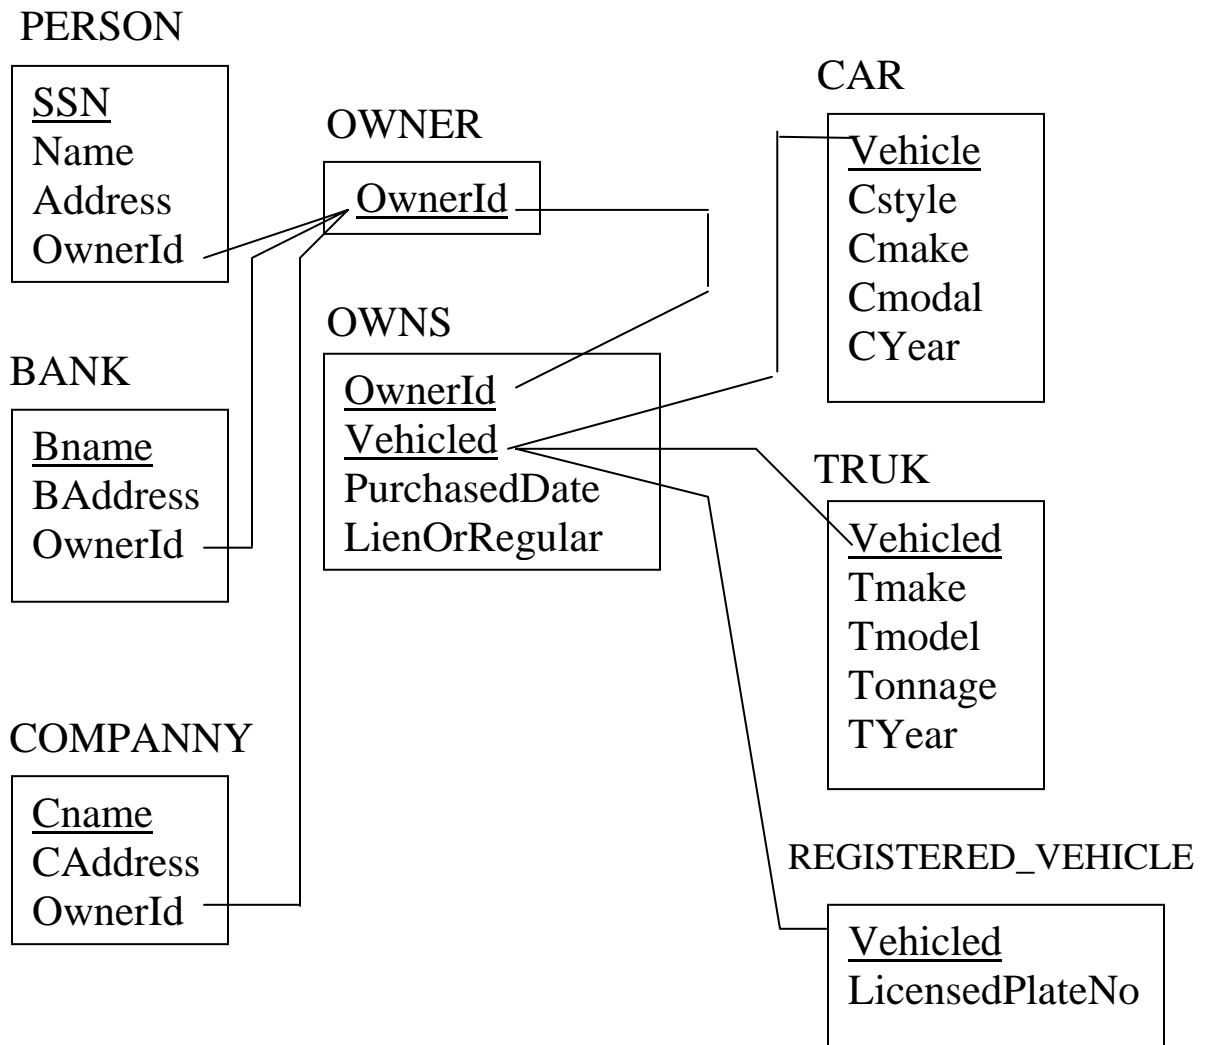 PERSON
SSN
Name
Address
OwnerId
BANK
Bname
BAddress
OwnerId
COMPANNY
Cname
CAddress
OwnerId
OWNER
OwnerId
OWNS
OwnerId
Vehicled
PurchasedDate
LienOrRegular
CAR
Vehicle
Cstyle
Cmake
Cmodal
CYear
TRUK
Vehicled
Tmake
Tmodel
Tonnage
TYear
REGISTERED_VEHICLE
Vehicled
LicensedPlateNo